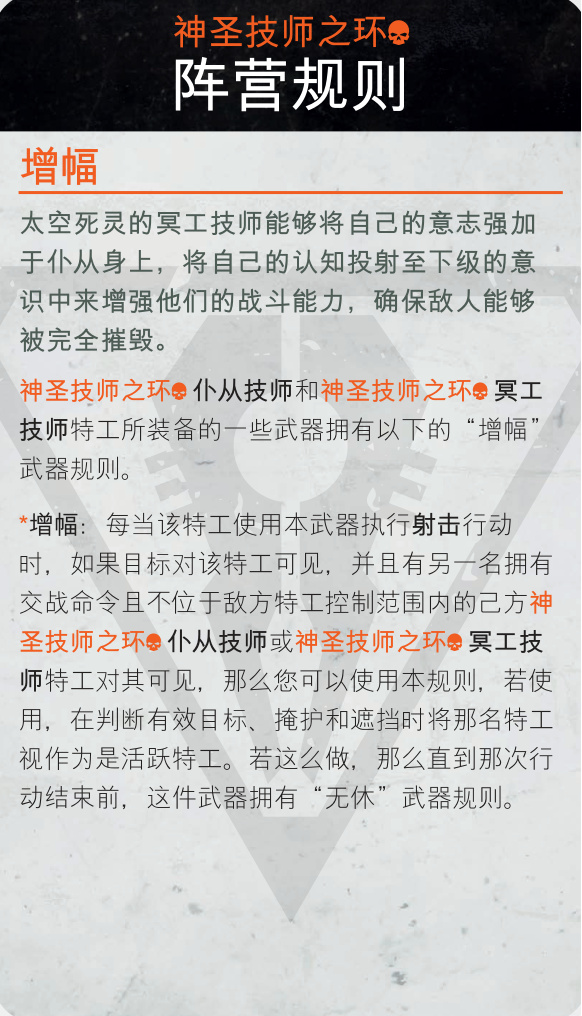 神圣技师之环
阵营规则
增幅
太空死灵的冥工技师能够将自己的意志强加
于仆从身上，将自己的认知投射至下级的意
识中来增强他们的战斗能力，确保敌人能够
被完全摧毁。
神圣技师之环 仆从技师和神圣技师之环 冥工
技师特工所装备的一些武器拥有以下的“增幅”
武器规则。
*增幅：每当该特工使用本武器执行射击行动
时，如果目标对该特工可见，并且有另一名拥有
交战命令且不位于敌方特工控制范围内的己方神
圣技师之环 仆从技师或神圣技师之环 冥工技
师特工对其可见，那么您可以使用本规则，若使
用，在判断有效目标、掩护和遮挡时将那名特工
视作为是活跃特工。若这么做，那么直到那次行
动结束前，这件武器拥有“无休”武器规则。